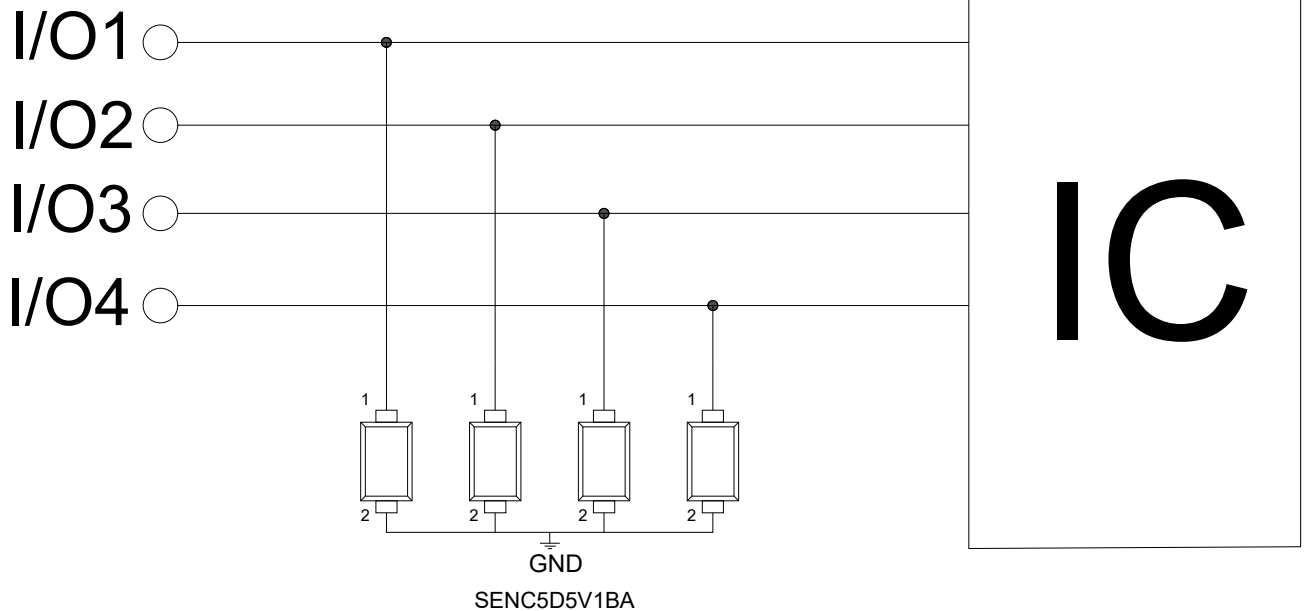 I/O1
I/O2
I/O3
I/O4
IC
1 1 1 1
2 2 2 2
GND
SENC5D5V1BA